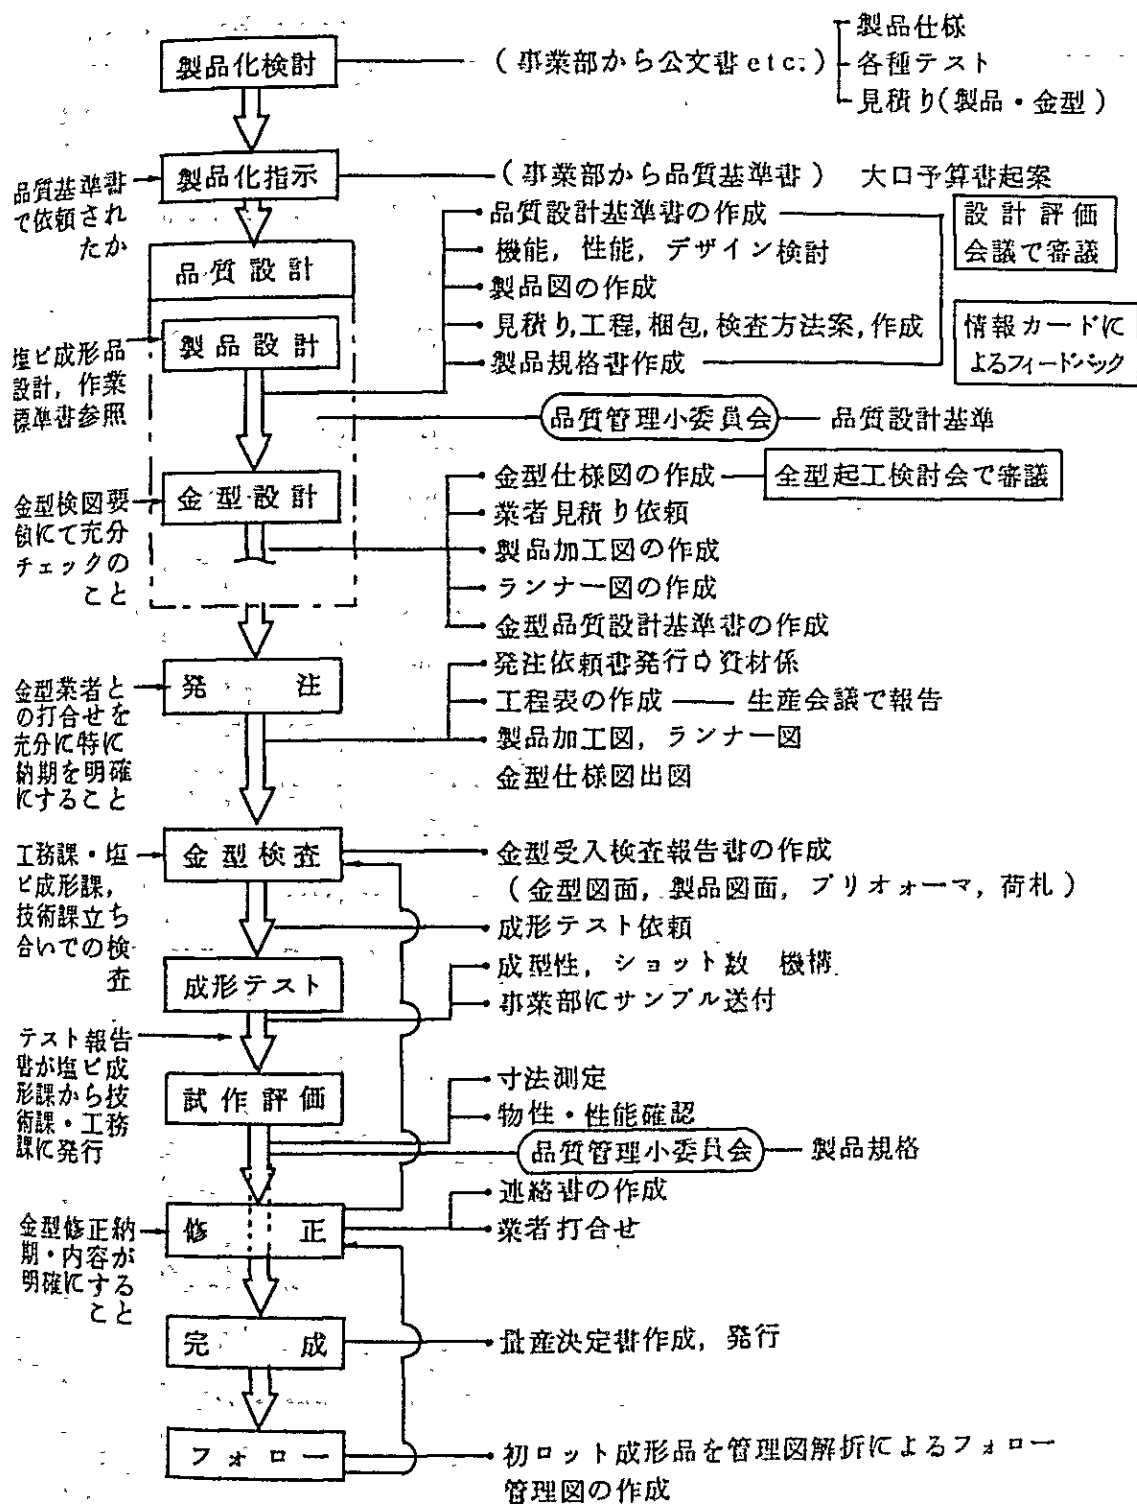 製品化検討
（事業部から公文書etc.）
製品仕様
各種テスト
見積り(製品・金型)
製品化指示
（事業部から品質基準書）　大口予算書起案
品質基準書
で依頼され
たか
品質設計基準書の作成
機能，性能，デザイン検討
製品図の作成
見積り，工程，梱包，検査方法案，作成
製品規格書作成
設計評価
会議で審議
情報カードに
よるフィードバック
品質設計
製品設計
塩ビ成形品
設計，作業
標準書参照
品質管理小委員会
品質設計基準
金型設計
金型検図要
領にて充分
チェックの
こと
金型仕様図の作成
全型起工検討会で審議
業者見積り依頼
製品加工図の作成
ランナー図の作成
金型品質設計基準書の作成
発注
金型業者と
の打合せを
充分に特に
納期を明確
にすること
発注依頼書発行⇨資材係
工程表の作成 ── 生産会議で報告
製品加工図，ランナー図
金型仕様図出図
金型検査
工務課・塩
ビ成形課，
技術課立ち
合いでの検
査
金型受入検査報告書の作成
（金型図面，製品図面，プリオォーマ，荷札）
成形テスト依頼
成形テスト
成型性，ショット数　機構
事業部にサンプル送付
テスト報告
書が塩ビ成
形課から技
術課・工務
課に発行
試作評価
寸法測定
物性・性能確認
品質管理小委員会
製品規格
修正
金型修正納
期・内容が
明確にする
こと
連絡書の作成
業者打合せ
完成
量産決定書作成，発行
フォロー
初ロット成形品を管理図解折によるフォロー
管理図の作成